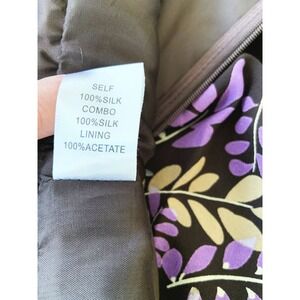 SELF
100%SILK
COMBO
100%SILK
LINING
100%ACETATE